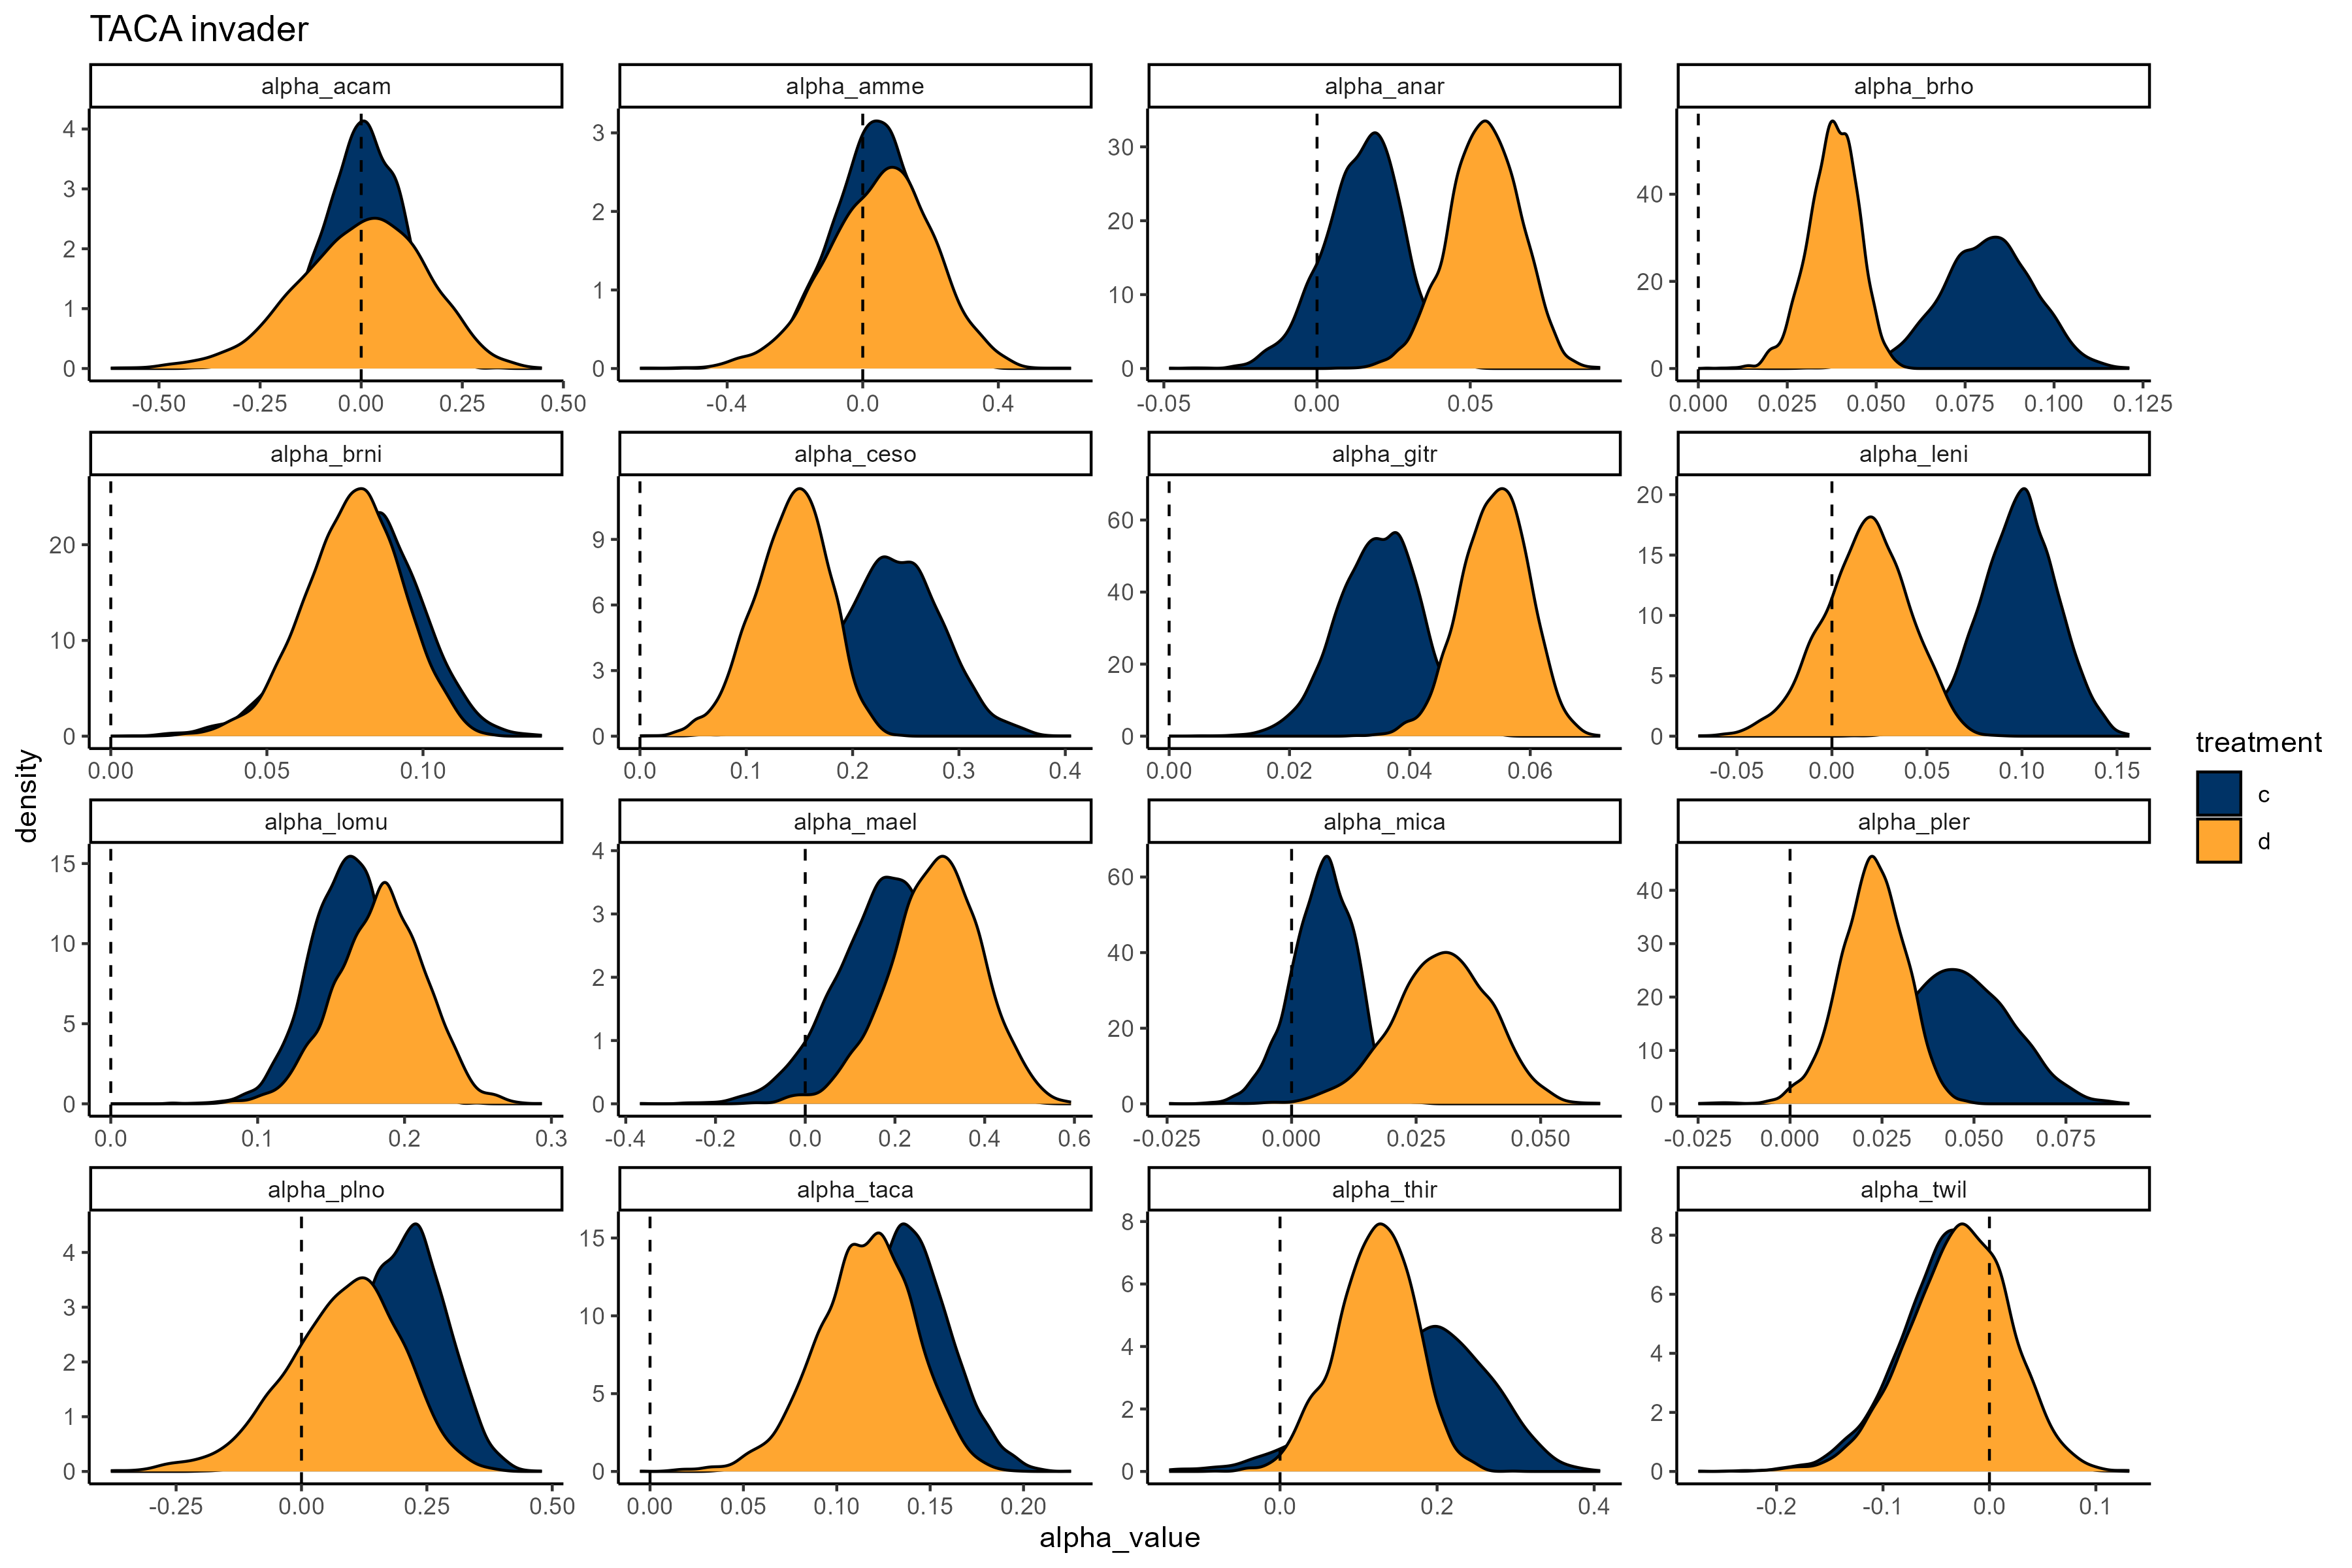 TACA invader
alpha_acam alpha_amme alpha_anar alpha_brho
4 3 2 1 0
3 2 1 0
30 20 10 0
40 20 0
-0.50 -0.25 0.00 0.25 0.50
-0.4 0.0 0.4
-0.05 0.00 0.05
0.000 0.025 0.050 0.075 0.100 0.125
alpha_brni alpha_ceso alpha_gitr alpha_leni
20 10 0
9 6 3 0
60 40 20 0
20 15 10 5 0
0.00 0.05 0.10
0.0 0.1 0.2 0.3 0.4
0.00 0.02 0.04 0.06
-0.05 0.00 0.05 0.10 0.15
alpha_lomu alpha_mael alpha_mica alpha_pler
15 10 5 0
4 3 2 1 0
60 40 20 0
40 30 20 10 0
0.0 0.1 0.2 0.3
-0.4 -0.2 0.0 0.2 0.4 0.6
-0.025 0.000 0.025 0.050
-0.025 0.000 0.025 0.050 0.075
alpha_plno alpha_taca alpha_thir alpha_twil
4 3 2 1 0
15 10 5 0
8 6 4 2 0
8 6 4 2 0
-0.25 0.00 0.25 0.50
0.00 0.05 0.10 0.15 0.20
0.0 0.2 0.4
-0.2 -0.1 0.0 0.1
density
alpha_value
treatment
c
d